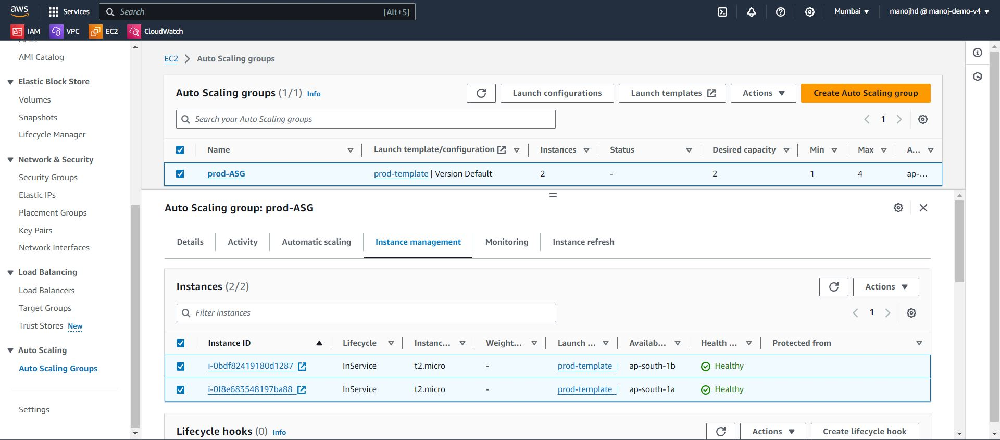 aws
Services
Search
[Alt+S]
Mumbai
manojhd @ manoj-demo-v4
IAM
VPC
EC2
CloudWatch
AMIs
AMI Catalog
Elastic Block Store
Volumes
Snapshots
Lifecycle Manager
Network & Security
Security Groups
Elastic IPs
Placement Groups
Key Pairs
Network Interfaces
Load Balancing
Load Balancers
Target Groups
Trust Stores New
Auto Scaling
Auto Scaling Groups
Settings
EC2 > Auto Scaling groups
Auto Scaling groups (1/1) Info
Launch configurations
Launch templates
Actions
Create Auto Scaling group
Search your Auto Scaling groups
1
Name Launch template/configuration Instances Status Desired capacity Min Max A...
prod-ASG prod-template | Version Default 2 - 2 1 4 ap-...
Auto Scaling group: prod-ASG
Details Activity Automatic scaling Instance management Monitoring Instance refresh
Instances (2/2)
Actions
Filter instances
1
Instance ID Lifecycle Instanc... Weight... Launch ... Availab... Health ... Protected from
i-0bdf82419180d1287 InService t2.micro - prod-template | ap-south-1b Healthy
i-0f8e683548197ba88 InService t2.micro - prod-template | ap-south-1a Healthy
Lifecycle hooks (0) Info
Actions
Create lifecycle hook